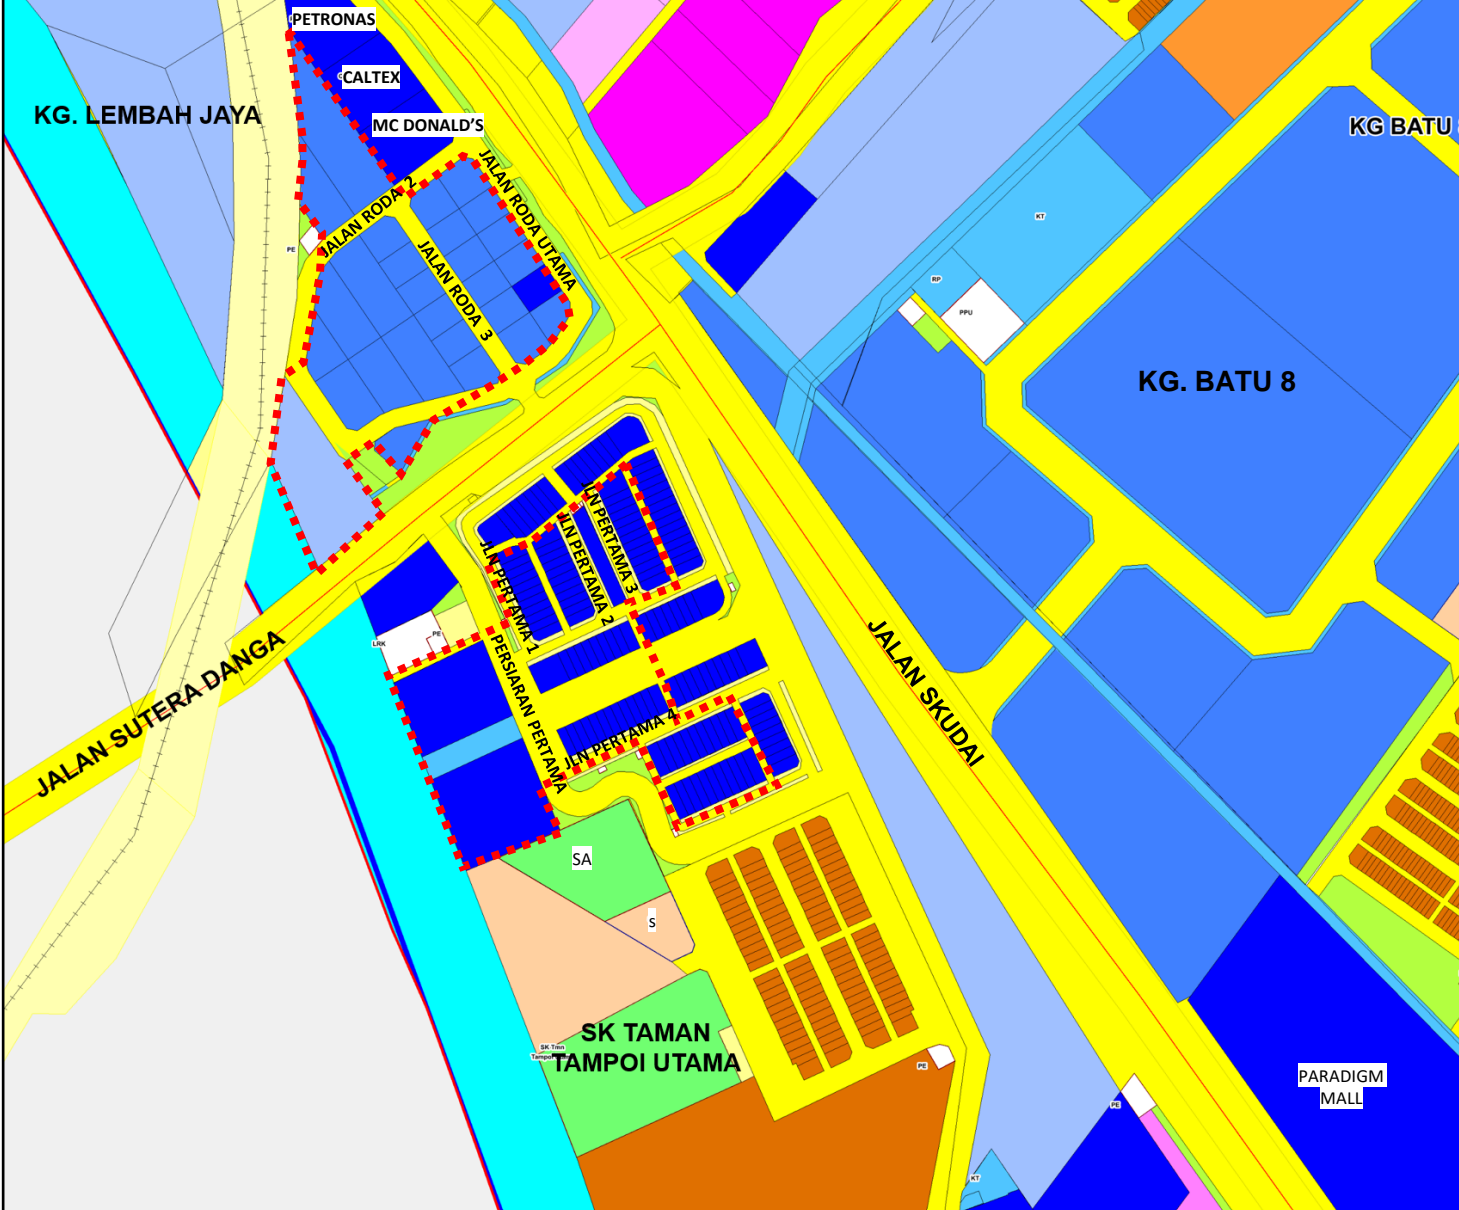 PETRONAS
CALTEX
KG. LEMBAH JAYA
MC DONALD'S
KG BATU
JALAN RODA 2
JALAN RODA UTAMA
KT
PE
JALAN RODA 3
RP
PPU
KG. BATU 8
JLN PERTAMA 3
JLN PERTAMA 2
JLN PERTAMA 1
LRK
PE
JALAN SUTERA DANGA
PERSIARAN PERTAMA
JALAN SKUDAI
JLN PERTAMA 4
SA
S
SK TAMAN
TAMPOI UTAMA
SK Tmn
PE
PARADIGM
MALL
PE
KT